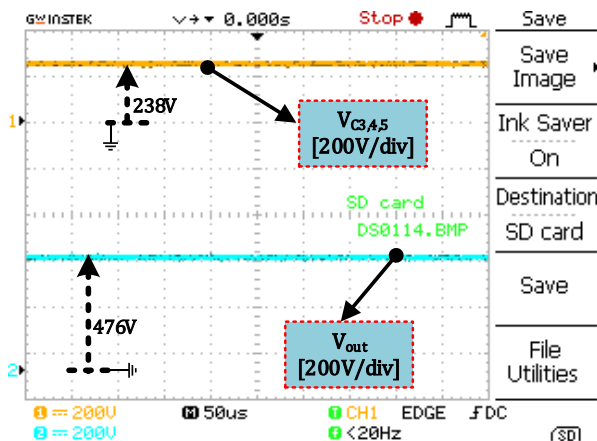 GWINSTEK
0.000s
Stop
Save
Save
Image
238V
1
V_C3,4,5
[200V/div]
Ink Saver
On
SD card
DS0114.BMP
Destination
SD card
476V
Save
V_out
[200V/div]
2
File
Utilities
1 200V
M 50us
T CH1 EDGE DC
2 200V
f <20Hz
SD